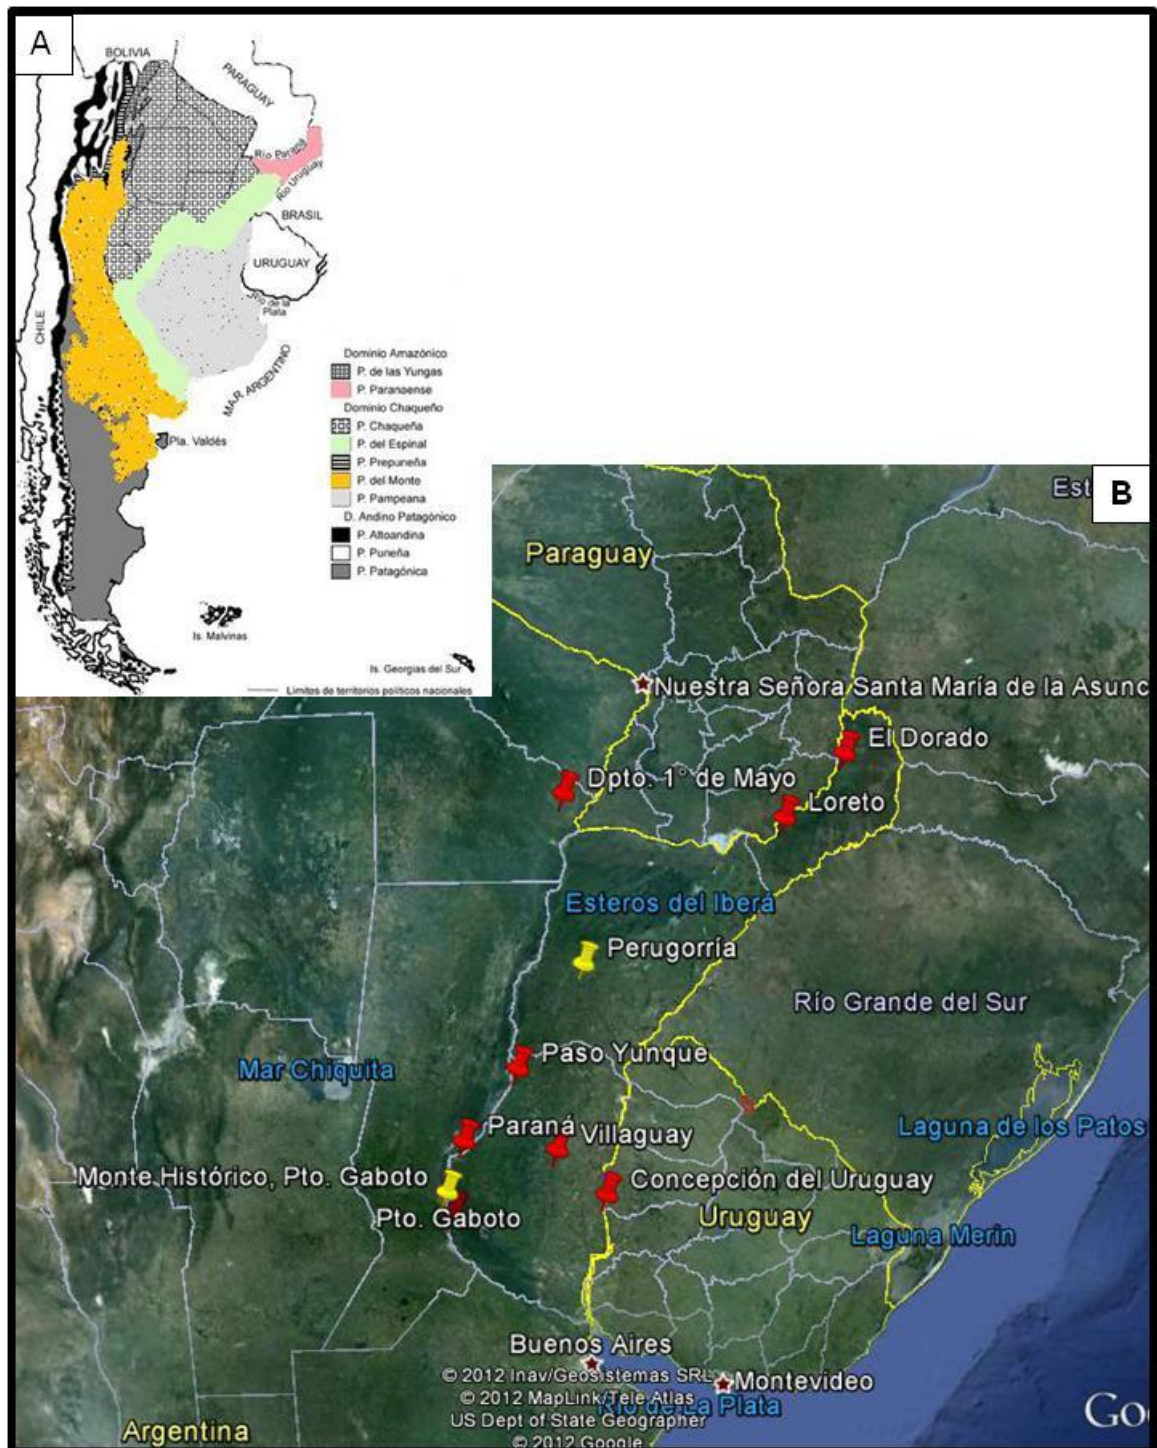 A
BOLIVIA
PARAGUAY
Río Paraná
Río Uruguay
BRASIL
URUGUAY
Río de la
Plata
CHILE
MAR ARGENTINO
Pla. Valdés
Dominio Amazónico
P. de las Yungas
P. Paranaense
Dominio Chaqueño
P. Chaqueña
P. del Espinal
P. Prepuneña
P. del Monte
P. Pampeana
D. Andino Patagónico
P. Altoandina
P. Puneña
P. Patagónica
Is. Malvinas
Is. Georgias del Sur
Límites de territorios políticos nacionales
B
Est
Paraguay
Nuestra Señora Santa María de la Asunc
El Dorado
Dpto. 1° de Mayo
Loreto
Esteros del Iberá
Perugorría
Río Grande del Sur
Paso Yunque
Mar Chiquita
Laguna de los Patos
Paraná
Villaguay
Monte Histórico, Pto. Gaboto
Concepción del Uruguay
Pto. Gaboto
Uruguay
Laguna Merin
Buenos Aires
© 2012 Inav/Geosistemas SRL
Montevideo
© 2012 MapLink/Tele Atlas
Río de La Plata
US Dept of State Geographer
© 2012 Google
Argentina
Goo